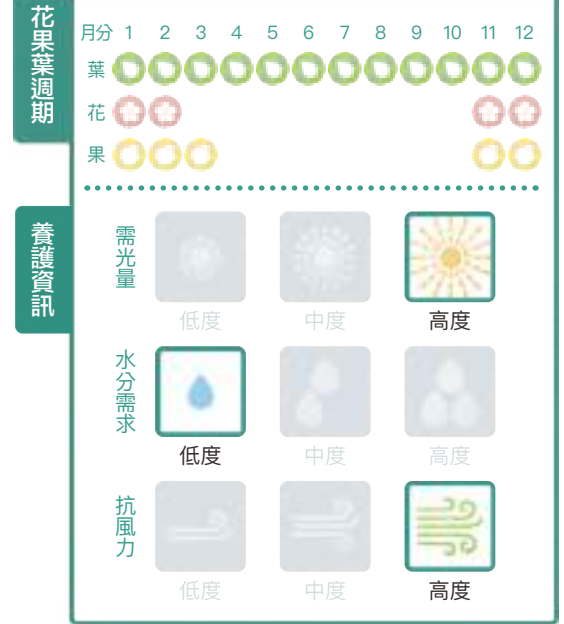 花果葉週期
月分 1 2 3 4 5 6 7 8 9 10 11 12
葉
花
果
養護資訊
需光量
低度 中度 高度
水分需求
低度 中度 高度
抗風力
低度 中度 高度